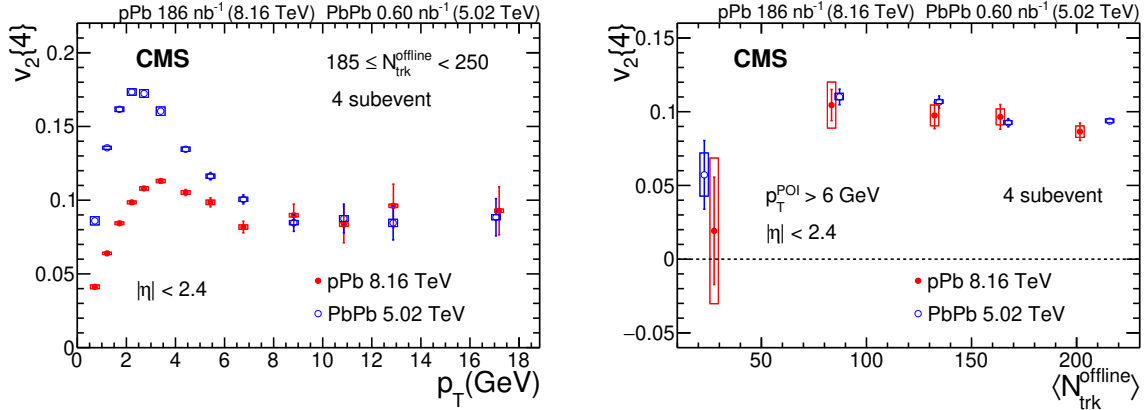 pPb 186 nb⁻¹ (8.16 TeV) PbPb 0.60 nb⁻¹ (5.02 TeV)
v₂{4}
CMS
185 ≤ N_trk^offline < 250
4 subevent
0.2
0.15
0.1
0.05
0
|η| < 2.4
pPb 8.16 TeV
PbPb 5.02 TeV
0 2 4 6 8 10 12 14 16 18
p_T(GeV)
pPb 186 nb⁻¹ (8.16 TeV) PbPb 0.60 nb⁻¹ (5.02 TeV)
v₂{4}
CMS
0.15
0.1
0.05
0
−0.05
p_T^POI > 6 GeV
4 subevent
|η| < 2.4
pPb 8.16 TeV
PbPb 5.02 TeV
50 100 150 200
⟨N_trk^offline⟩